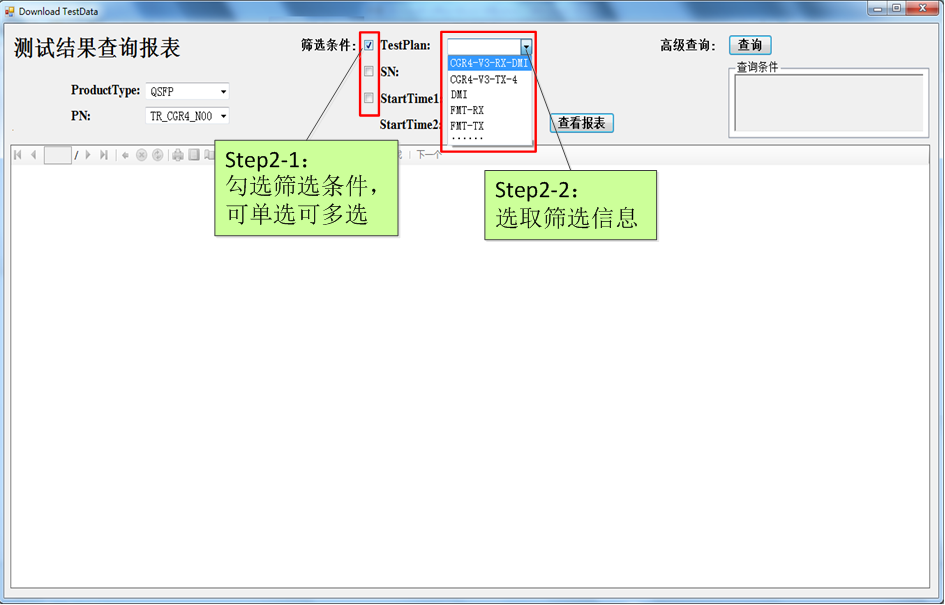 Download TestData
测试结果查询报表
筛选条件:
TestPlan:
高级查询:
查询
CGR4-V3-RX-DMI
CGR4-V3-TX-4
DMI
FMT-RX
FMT-TX
......
SN:
StartTime1
StartTime2:
查询条件
ProductType:
QSFP
PN:
TR_CGR4_N00
查看报表
/
下一个
Step2-1:
勾选筛选条件,
可单选可多选
Step2-2:
选取筛选信息